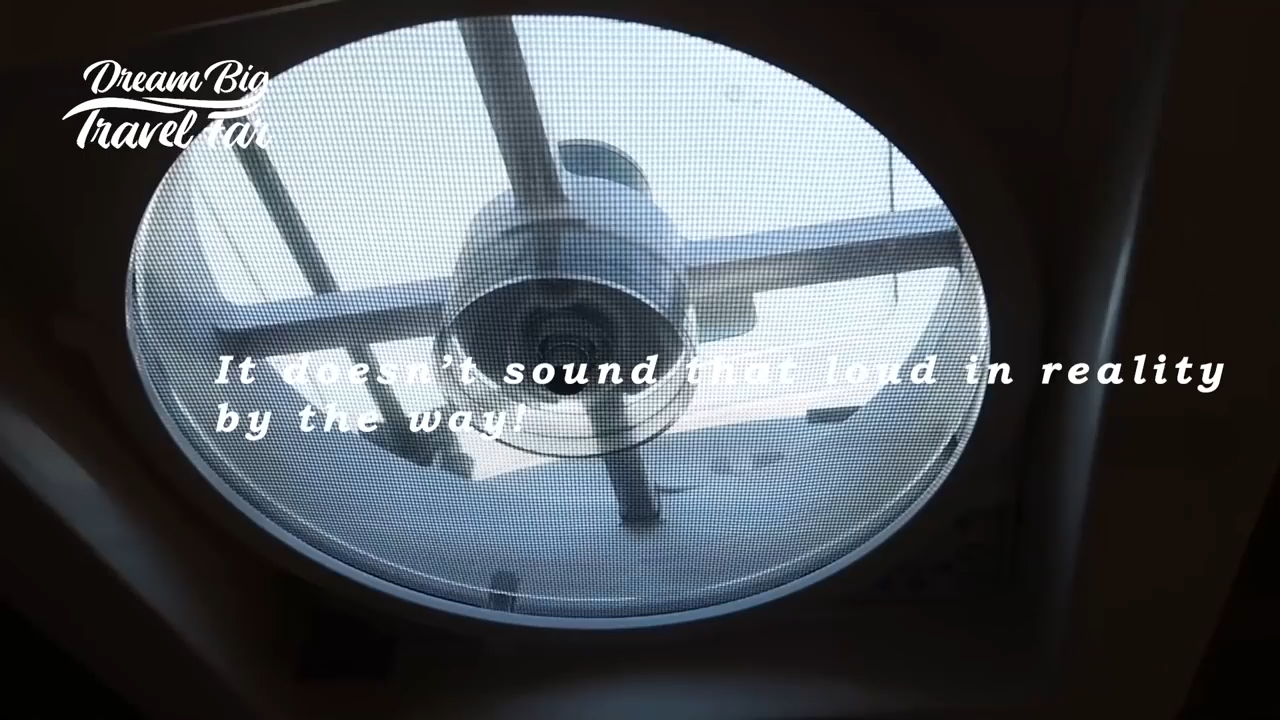 Dream Big
Travel Far
It doesn't sound that loud in reality
by the way!